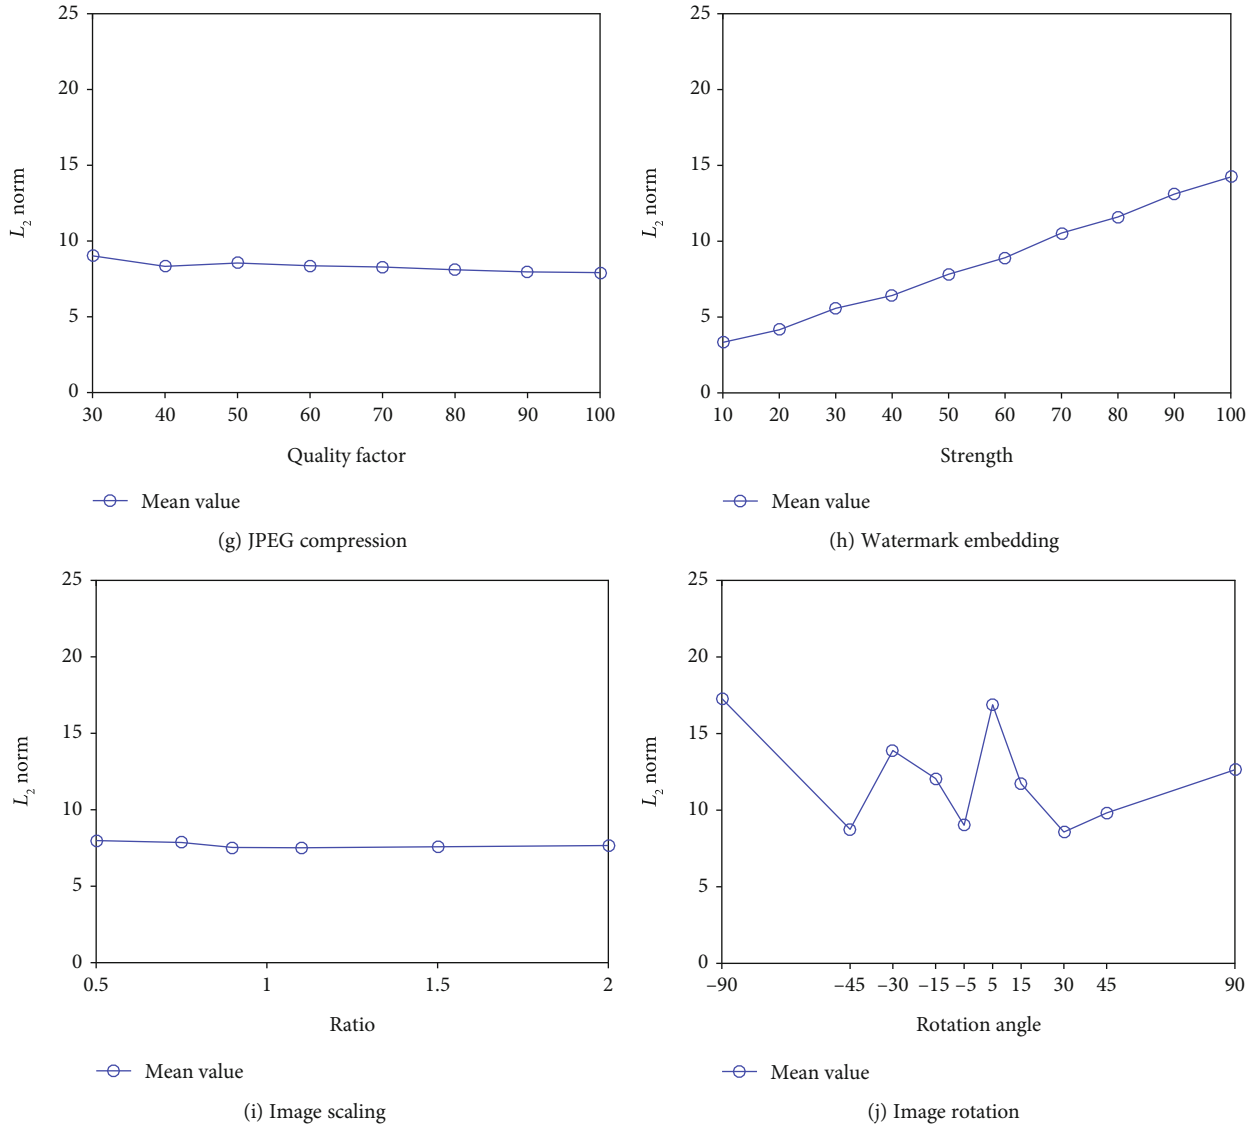 25
20
15
10
5
0
L₂ norm
30 40 50 60 70 80 90 100
Quality factor
Mean value
(g) JPEG compression
25
20
15
10
5
0
L₂ norm
10 20 30 40 50 60 70 80 90 100
Strength
Mean value
(h) Watermark embedding
25
20
15
10
5
0
L₂ norm
0.5 1 1.5 2
Ratio
Mean value
(i) Image scaling
25
20
15
10
5
0
L₂ norm
–90 –45 –30 –15 –5 5 15 30 45 90
Rotation angle
Mean value
(j) Image rotation